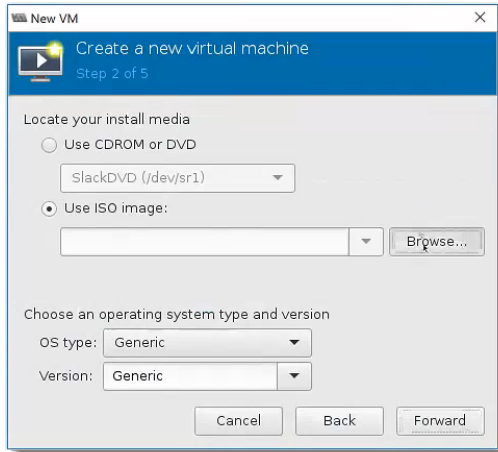 New VM
Create a new virtual machine
Step 2 of 5
Locate your install media
Use CDROM or DVD
SlackDVD (/dev/sr1)
Use ISO image:
Browse...
Choose an operating system type and version
OS type: Generic
Version: Generic
Cancel Back Forward